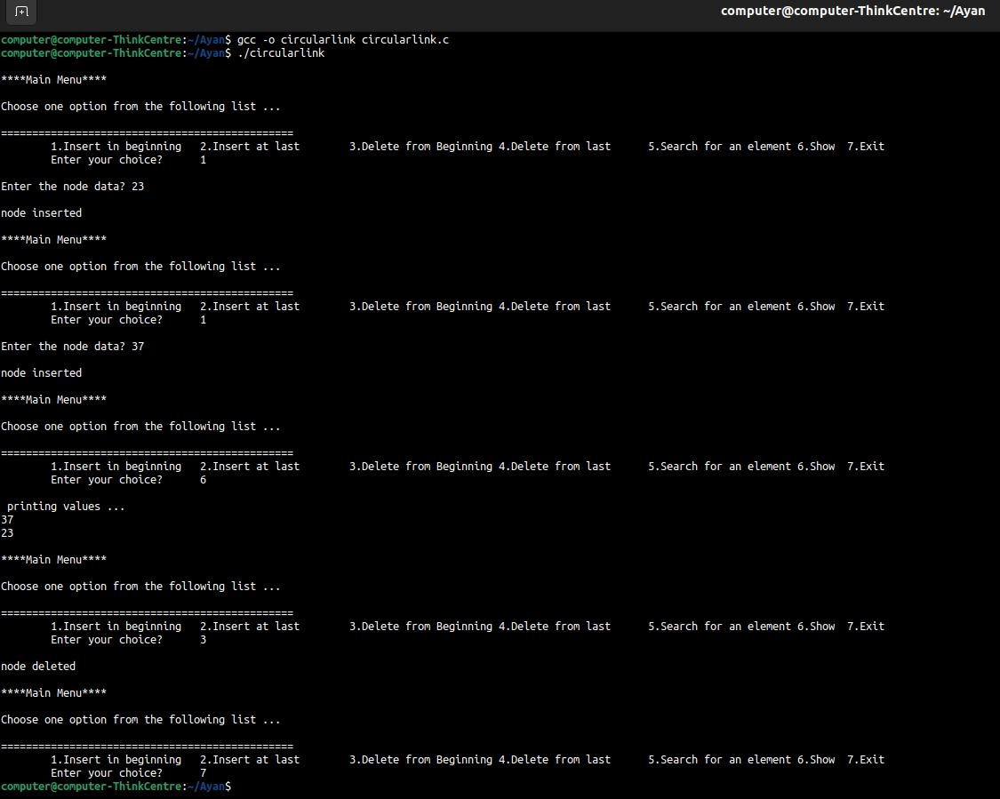 computer@computer-ThinkCentre: ~/Ayan
computer@computer-ThinkCentre:~/Ayan$ gcc -o circularlink circularlink.c
computer@computer-ThinkCentre:~/Ayan$ ./circularlink
****Main Menu****
Choose one option from the following list ...
===============================================
1.Insert in beginning 2.Insert at last 3.Delete from Beginning 4.Delete from last 5.Search for an element 6.Show 7.Exit
Enter your choice? 1
Enter the node data? 23
node inserted
****Main Menu****
Choose one option from the following list ...
===============================================
1.Insert in beginning 2.Insert at last 3.Delete from Beginning 4.Delete from last 5.Search for an element 6.Show 7.Exit
Enter your choice? 1
Enter the node data? 37
node inserted
****Main Menu****
Choose one option from the following list ...
===============================================
1.Insert in beginning 2.Insert at last 3.Delete from Beginning 4.Delete from last 5.Search for an element 6.Show 7.Exit
Enter your choice? 6
printing values ...
37
23
****Main Menu****
Choose one option from the following list ...
===============================================
1.Insert in beginning 2.Insert at last 3.Delete from Beginning 4.Delete from last 5.Search for an element 6.Show 7.Exit
Enter your choice? 3
node deleted
****Main Menu****
Choose one option from the following list ...
===============================================
1.Insert in beginning 2.Insert at last 3.Delete from Beginning 4.Delete from last 5.Search for an element 6.Show 7.Exit
Enter your choice? 7
computer@computer-ThinkCentre:~/Ayan$